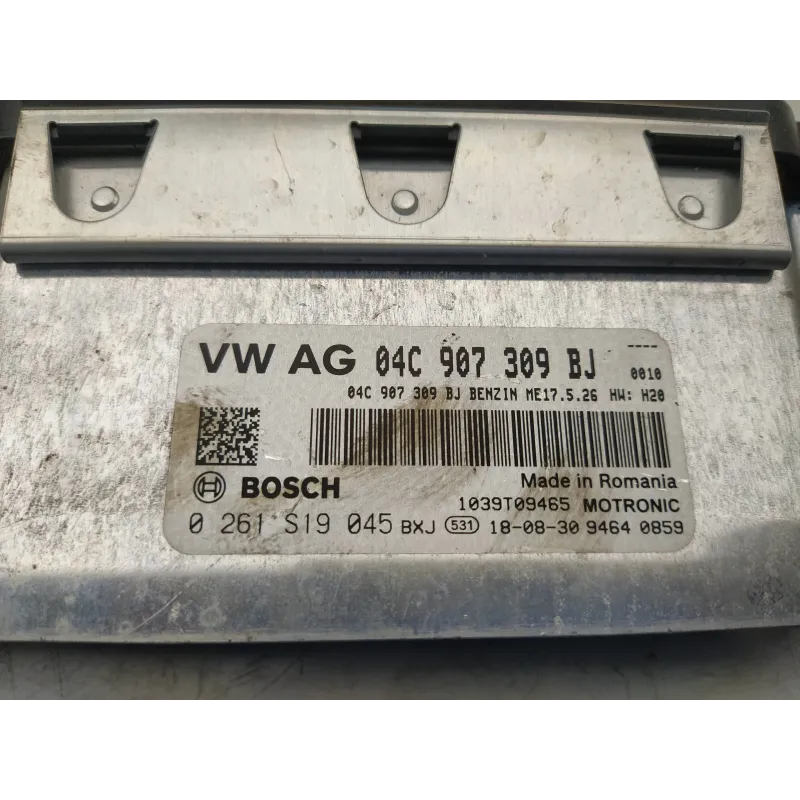 VW AG 04C 907 309 BJ ----
0010
04C 907 309 BJ BENZIN ME17.5.26 HW: H20
Made in Romania
BOSCH
1039T09465 MOTRONIC
0 261 S19 045 BXJ 531 18-08-30 9464 0859